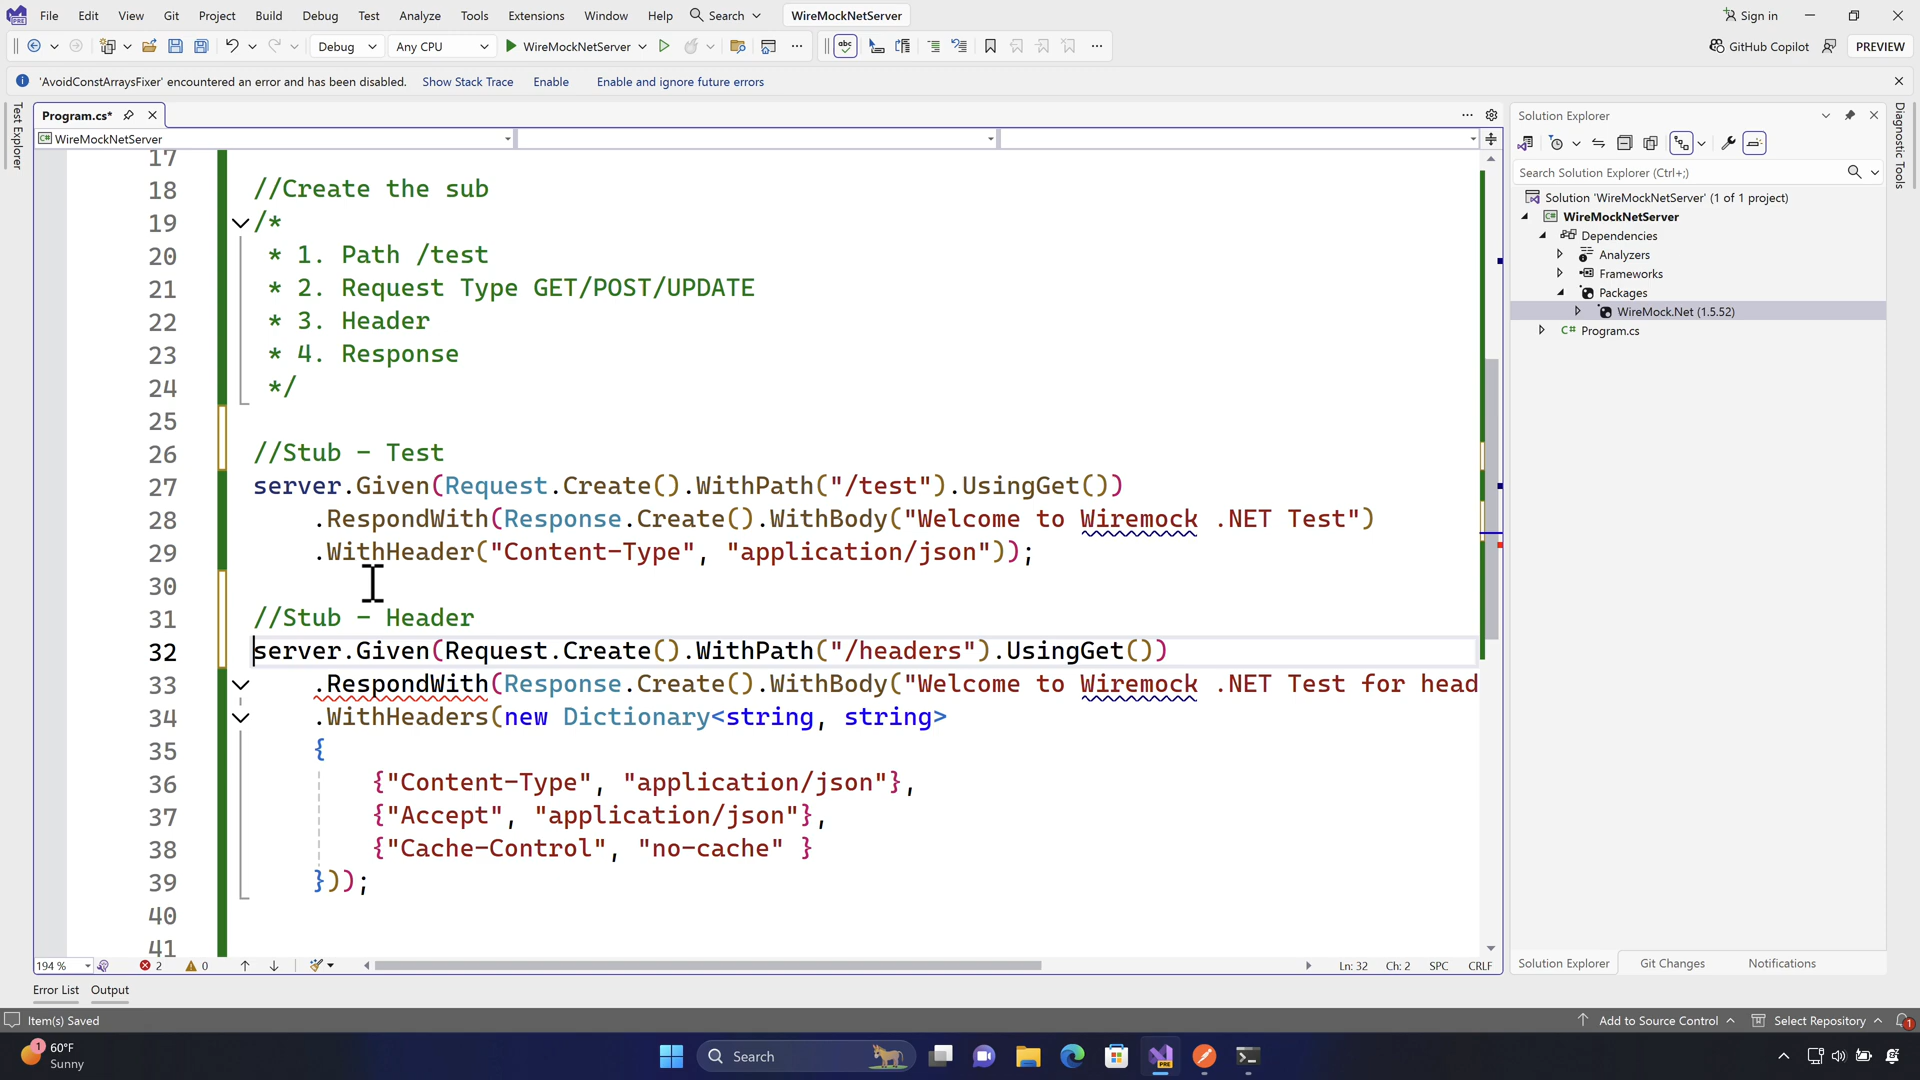 File Edit View Git Project Build Debug Test Analyze Tools Extensions Window Help Search WireMockNetServer Sign in
Debug Any CPU WireMockNetServer abc GitHub Copilot PREVIEW
'AvoidConstArraysFixer' encountered an error and has been disabled. Show Stack Trace Enable Enable and ignore future errors
Test Explorer
Program.cs*
C# WireMockNetServer
17
18 //Create the sub
19 /*
20 * 1. Path /test
21 * 2. Request Type GET/POST/UPDATE
22 * 3. Header
23 * 4. Response
24 */
25
26 //Stub - Test
27 server.Given(Request.Create().WithPath("/test").UsingGet())
28 .RespondWith(Response.Create().WithBody("Welcome to Wiremock .NET Test")
29 .WithHeader("Content-Type", "application/json"));
30
31 //Stub - Header
32 server.Given(Request.Create().WithPath("/headers").UsingGet())
33 .RespondWith(Response.Create().WithBody("Welcome to Wiremock .NET Test for head
34 .WithHeaders(new Dictionary<string, string>
35 {
36 {"Content-Type", "application/json"},
37 {"Accept", "application/json"},
38 {"Cache-Control", "no-cache" }
39 }));
40
41
194 % 2 0 Ln: 32 Ch: 2 SPC CRLF
Error List Output
Solution Explorer
Search Solution Explorer (Ctrl+;)
Solution 'WireMockNetServer' (1 of 1 project)
C# WireMockNetServer
Dependencies
Analyzers
Frameworks
Packages
WireMock.Net (1.5.52)
C# Program.cs
Solution Explorer Git Changes Notifications
Diagnostic Tools
Item(s) Saved Add to Source Control Select Repository 1
1 60°F
Sunny
Search
PRE